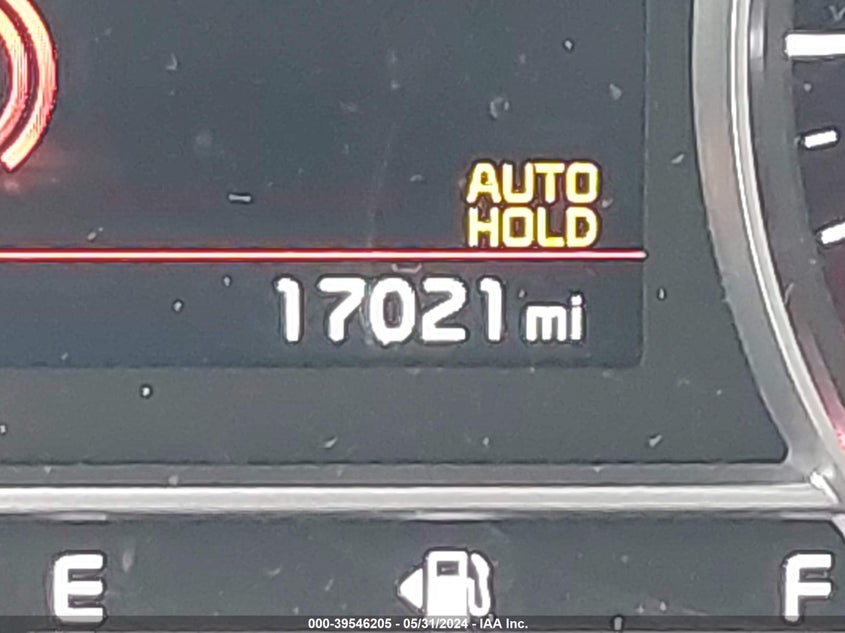 AUTO
HOLD
17021 mi
E F
000-39546205 - 05/31/2024 - IAA Inc.